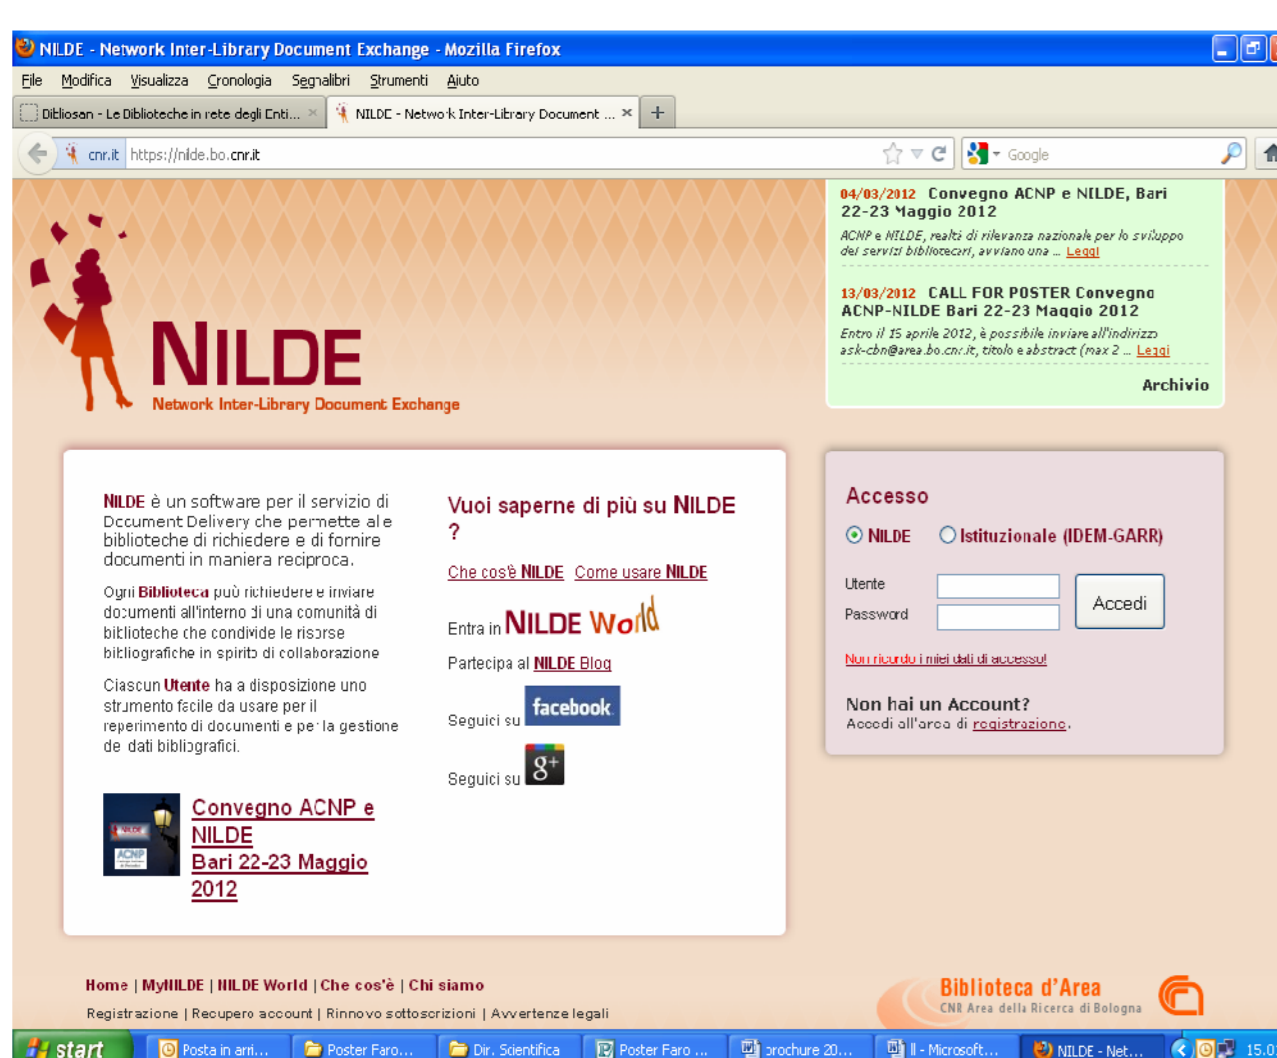 NILDE - Network Inter-Library Document Exchange - Mozilla Firefox
File Modifica Visualizza Cronologia Segnalibri Strumenti Aiuto
Bibliosan - Le Biblioteche in rete degli Enti... × NILDE - Network Inter-Library Document ... × +
cnr.it https://nilde.bo.cnr.it Google
04/03/2012 Convegno ACNP e NILDE, Bari
22-23 Maggio 2012
ACNP e NILDE, realtà di rilevanza nazionale per lo sviluppo
dei servizi bibliotecari, avviano una ... Leggi
13/03/2012 CALL FOR POSTER Convegno
ACNP-NILDE Bari 22-23 Maggio 2012
Entro il 15 aprile 2012, è possibile inviare all'indirizzo
ask-cbn@area.bo.cnr.it, titolo e abstract (max 2 ... Leggi
Archivio
NILDE
Network Inter-Library Document Exchange
NILDE è un software per il servizio di
Document Delivery che permette alle
biblioteche di richiedere e di fornire
documenti in maniera reciproca.
Ogni Biblioteca può richiedere e inviare
documenti all'interno di una comunità di
biblioteche che condivide le risorse
bibliografiche in spirito di collaborazione
Ciascun Utente ha a disposizione uno
strumento facile da usare per il
reperimento di documenti e per la gestione
dei dati bibliografici.
NILDE
ACNP
Convegno ACNP e
NILDE
Bari 22-23 Maggio
2012
Vuoi saperne di più su NILDE
?
Che cos'è NILDE Come usare NILDE
Entra in NILDE World
Partecipa al NILDE Blog
Seguici su facebook
Seguici su g+
Accesso
NILDE Istituzionale (IDEM-GARR)
Utente
Password
Accedi
Non ricordo i miei dati di accesso!
Non hai un Account?
Accedi all'area di registrazione.
Home | MyNILDE | NILDE World | Che cos'è | Chi siamo
Registrazione | Recupero account | Rinnovo sottoscrizioni | Avvertenze legali
Biblioteca d'Area
CNR Area della Ricerca di Bologna
start Posta in arri... Poster Faro... Dir. Scientifica Poster Faro ... brochure 20... II - Microsoft... NILDE - Net... 15.0